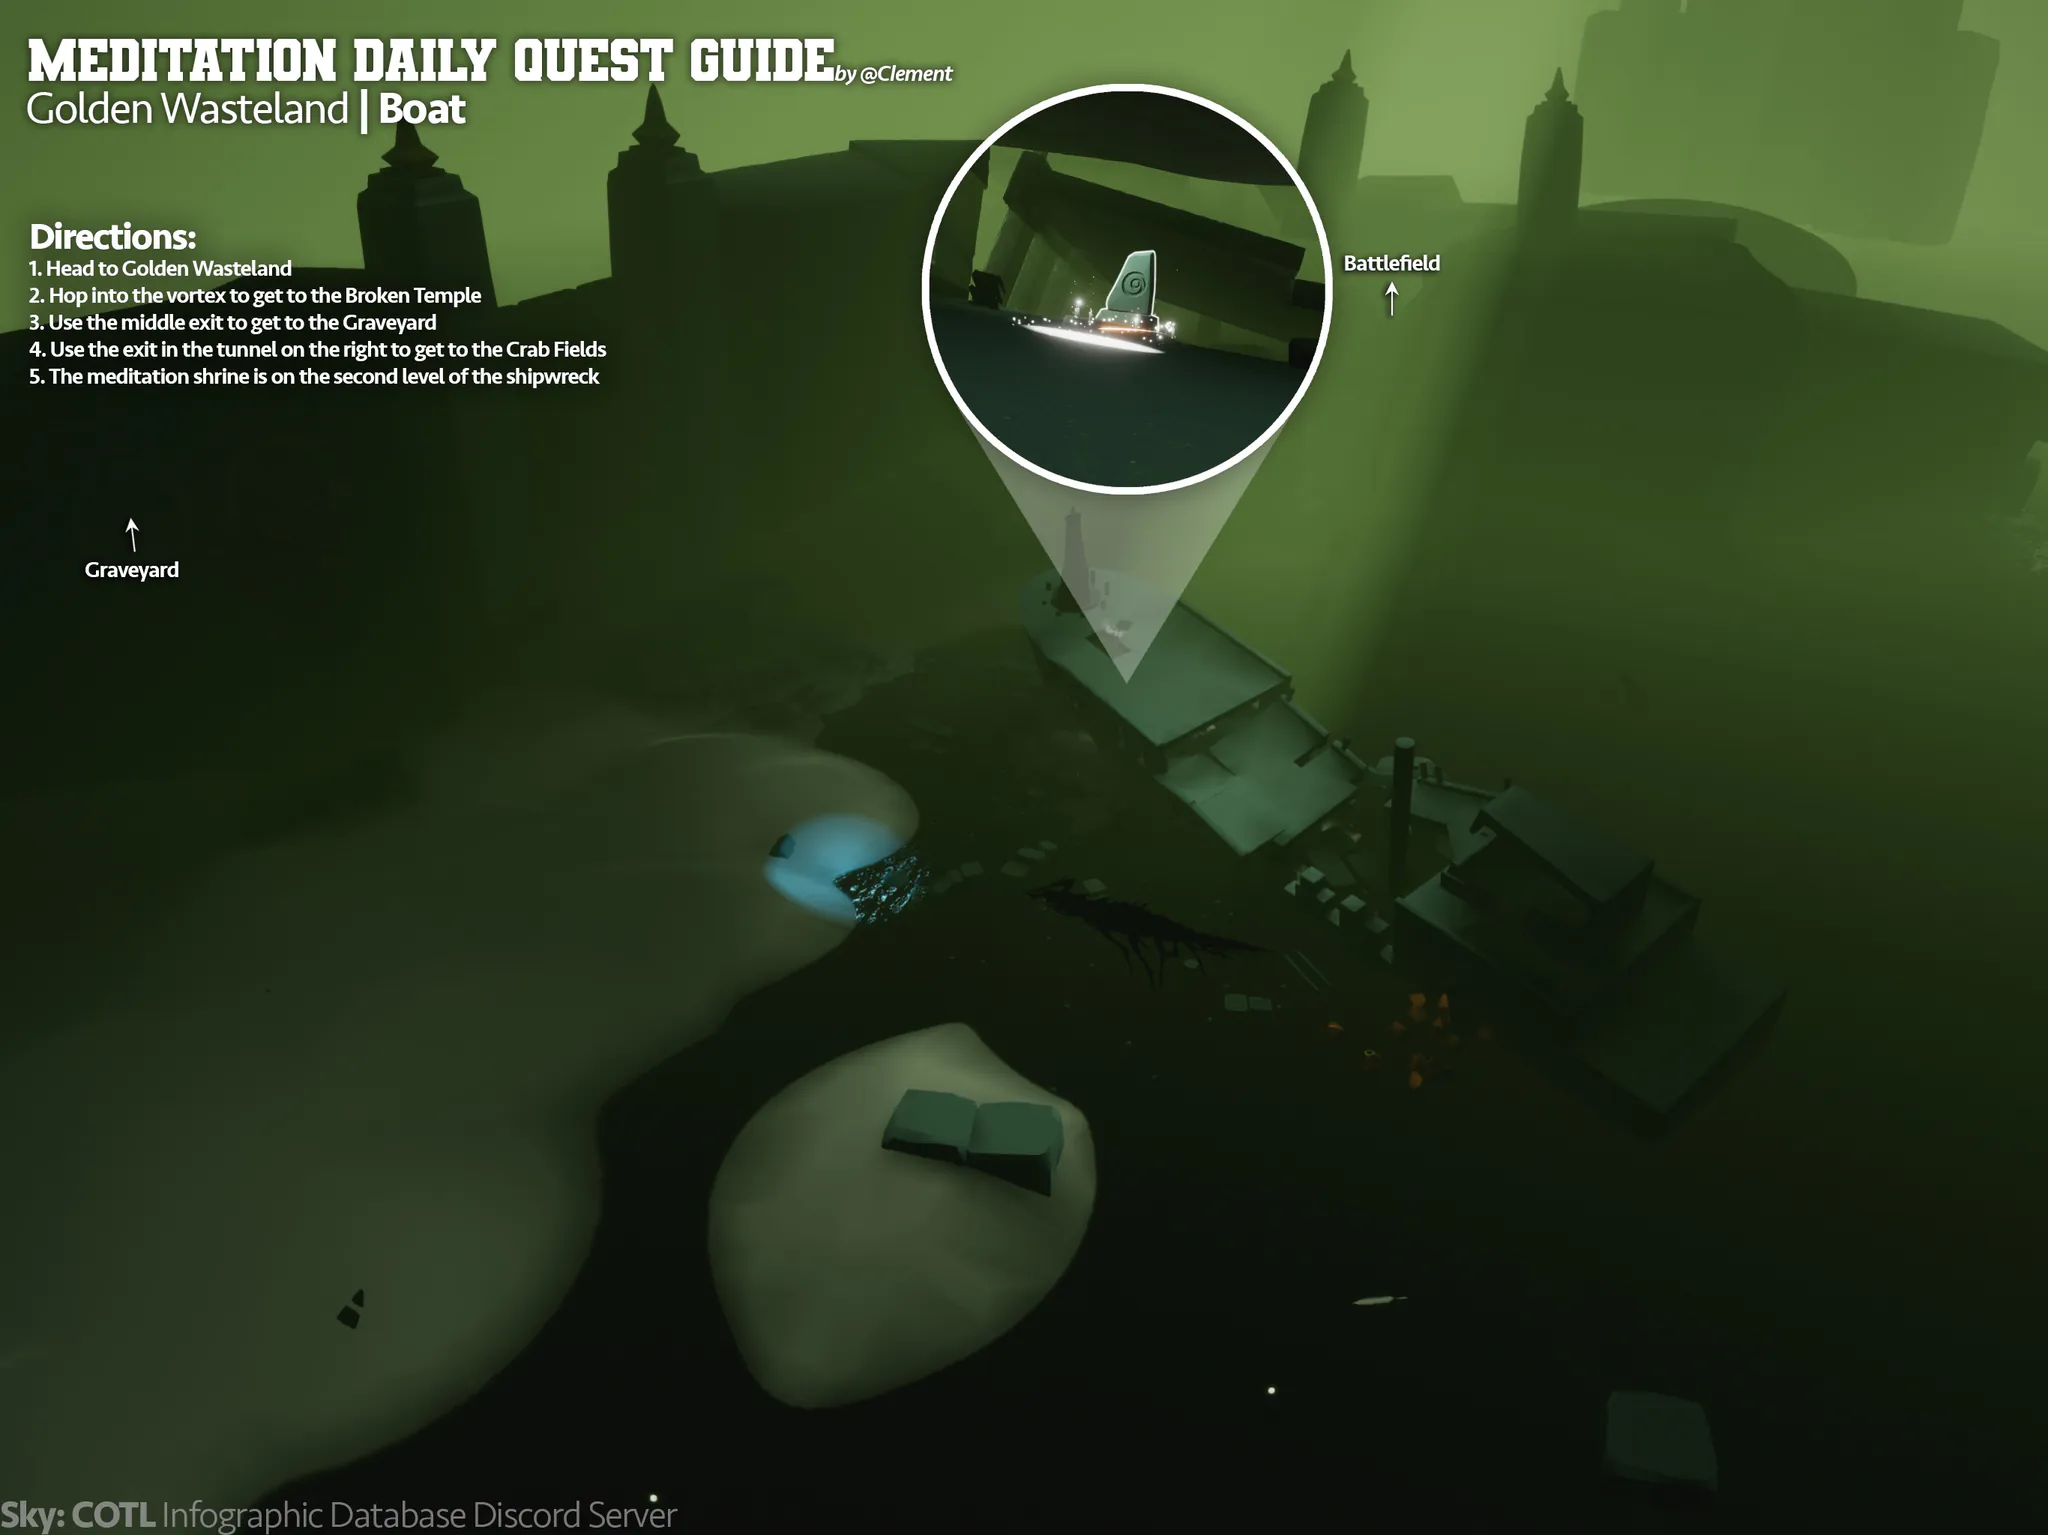 MEDITATION DAILY QUEST GUIDE by @Clement
Golden Wasteland | Boat
Directions:
1. Head to Golden Wasteland
2. Hop into the vortex to get to the Broken Temple
3. Use the middle exit to get to the Graveyard
4. Use the exit in the tunnel on the right to get to the Crab Fields
5. The meditation shrine is on the second level of the shipwreck
Battlefield
Graveyard
Sky: COTL Infographic Database Discord Server